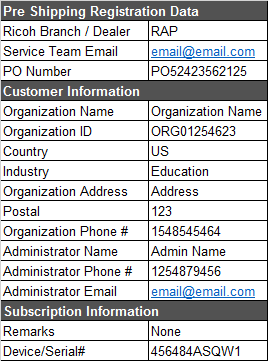 Pre Shipping Registration Data
Ricoh Branch / Dealer RAP
Service Team Email email@email.com
PO Number PO52423562125
Customer Information
Organization Name Organization Name
Organization ID ORG01254623
Country US
Industry Education
Organization Address Address
Postal 123
Organization Phone # 1548545464
Administrator Name Admin Name
Administrator Phone # 1254879456
Administrator Email email@email.com
Subscription Information
Remarks None
Device/Serial# 456484ASQW1